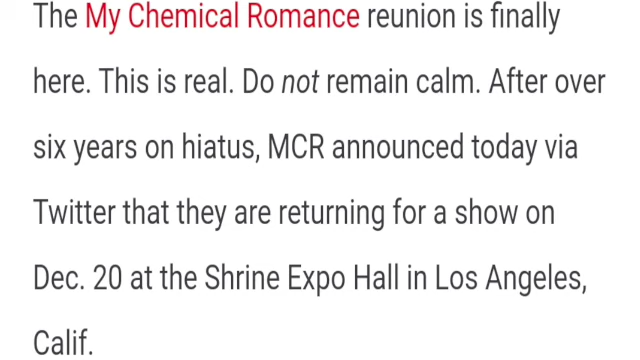 The My Chemical Romance reunion is finally
here. This is real. Do not remain calm. After over
six years on hiatus, MCR announced today via
Twitter that they are returning for a show on
Dec. 20 at the Shrine Expo Hall in Los Angeles,
Calif.